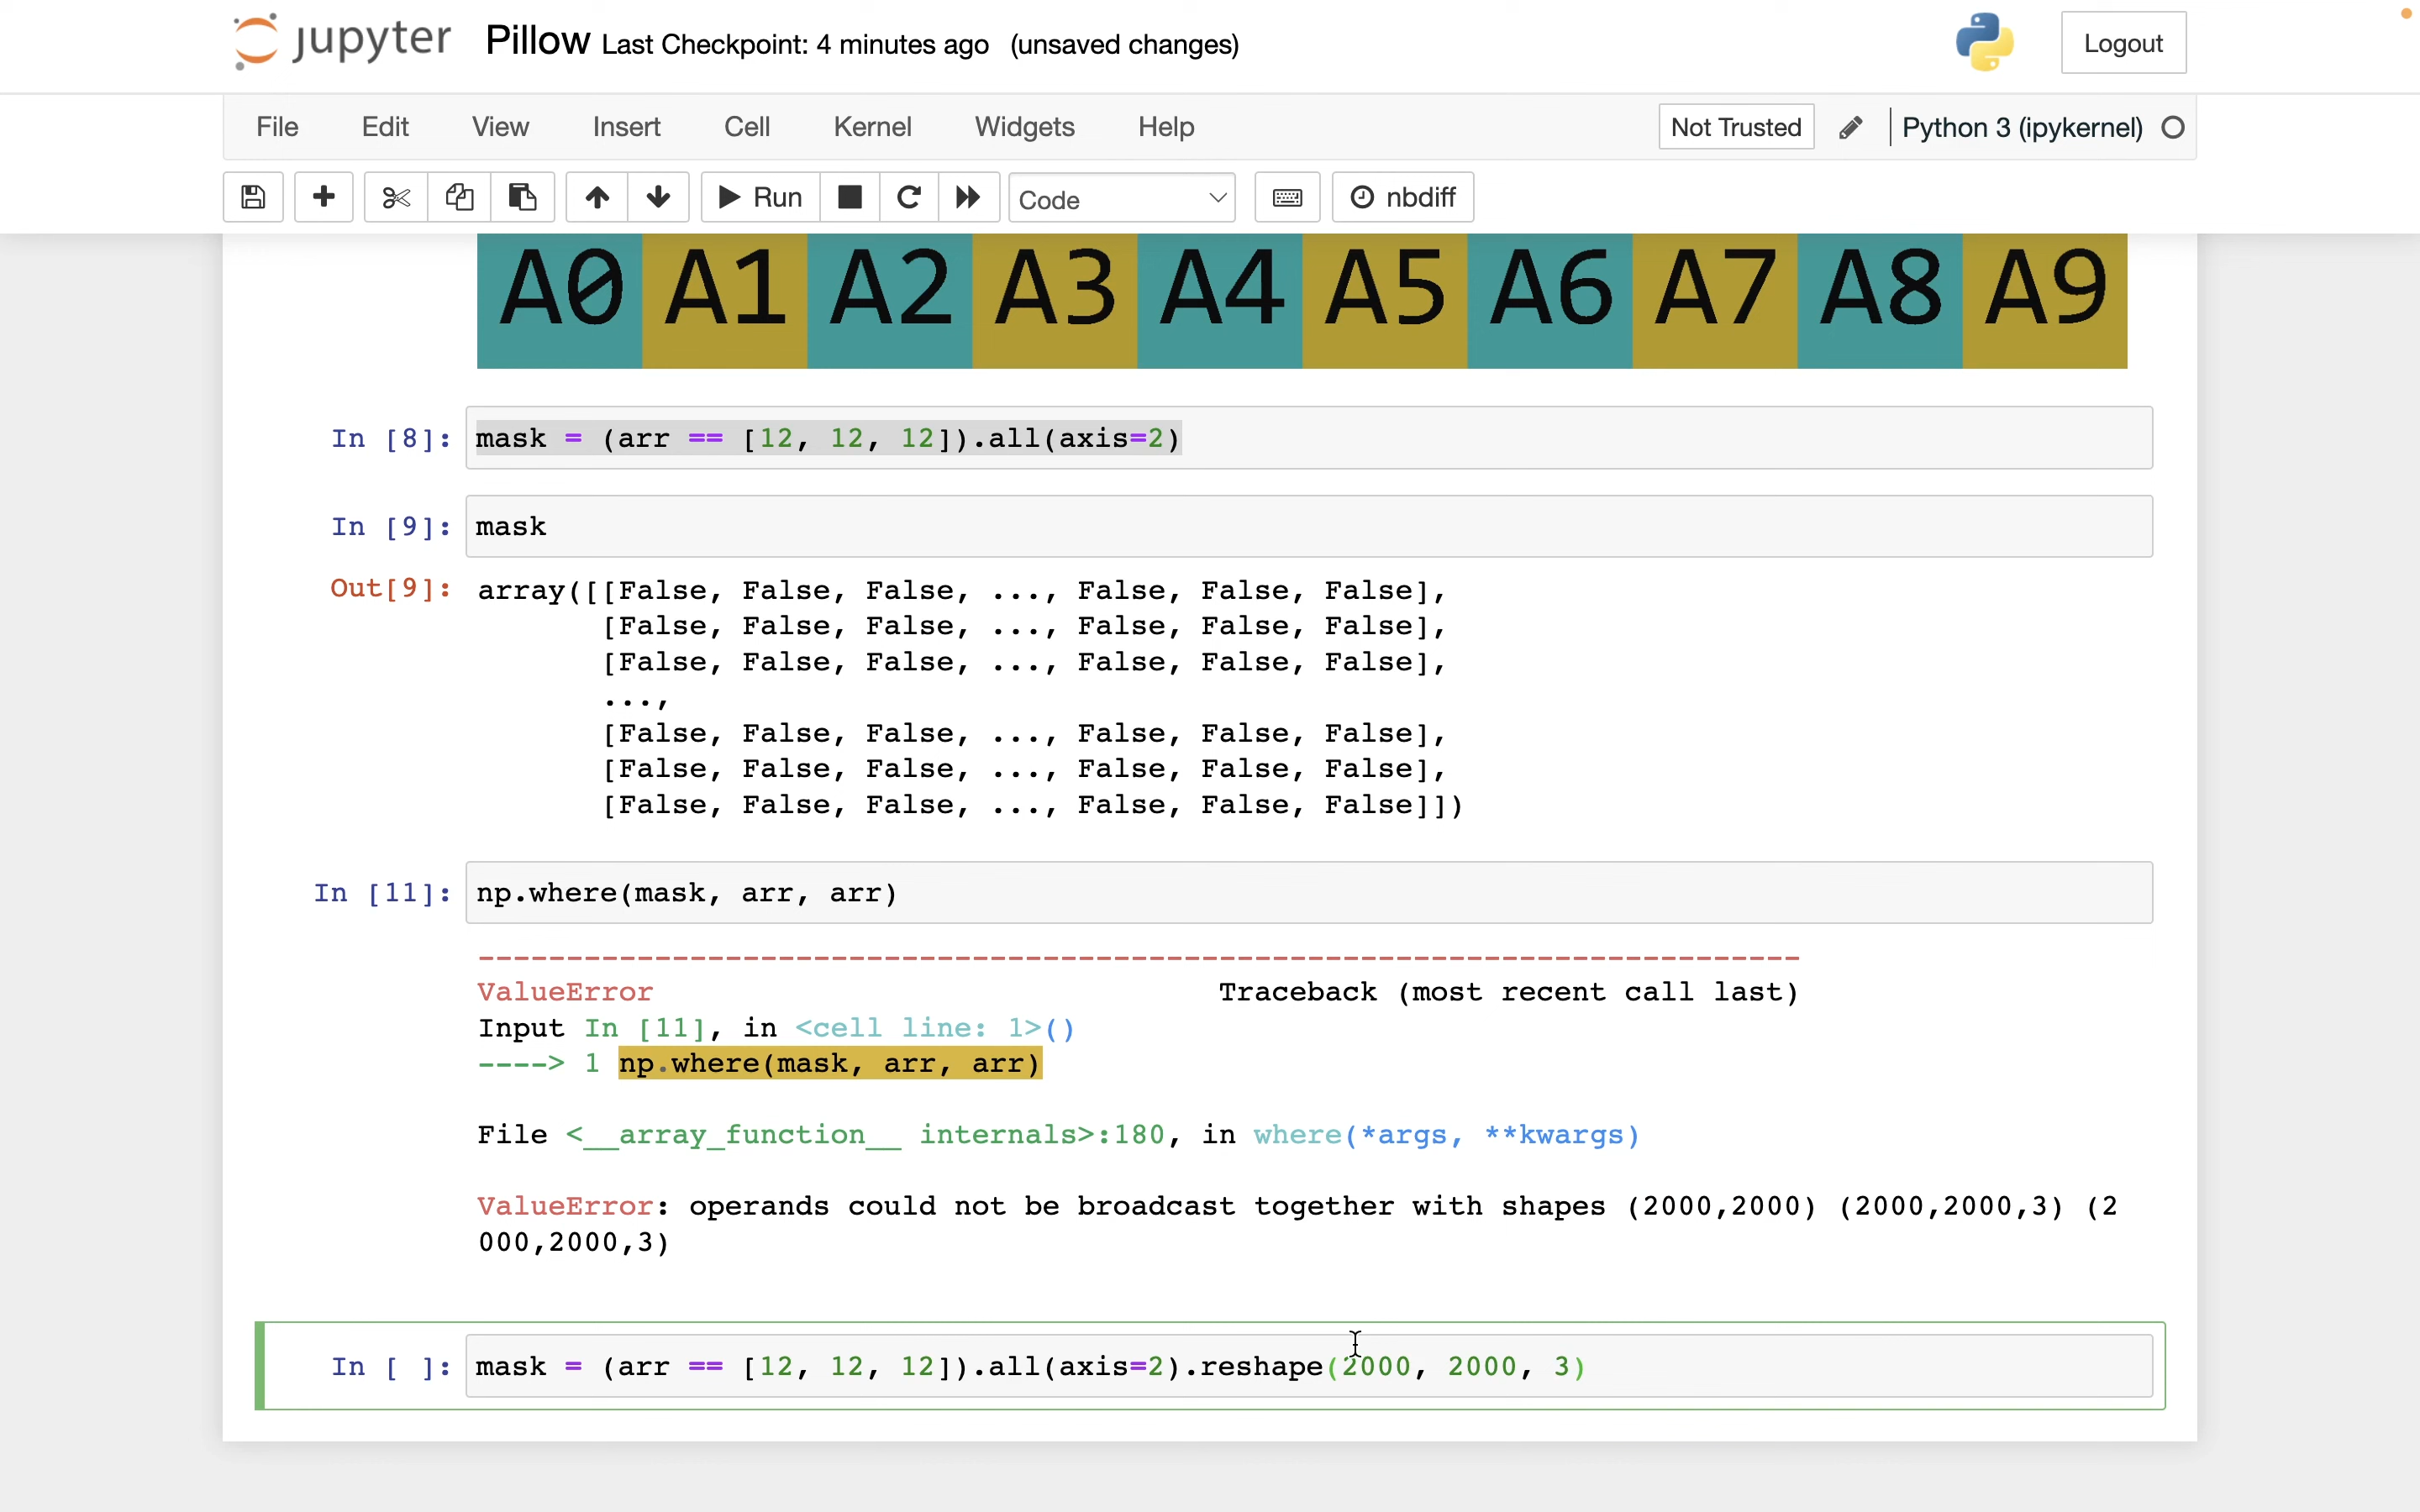 jupyter Pillow Last Checkpoint: 4 minutes ago (unsaved changes) Logout
File Edit View Insert Cell Kernel Widgets Help Not Trusted Python 3 (ipykernel)
Run Code nbdiff
A0 A1 A2 A3 A4 A5 A6 A7 A8 A9
In [8]: mask = (arr == [12, 12, 12]).all(axis=2)
In [9]: mask
Out[9]: array([[False, False, False, ..., False, False, False],
[False, False, False, ..., False, False, False],
[False, False, False, ..., False, False, False],
...,
[False, False, False, ..., False, False, False],
[False, False, False, ..., False, False, False],
[False, False, False, ..., False, False, False]])
In [11]: np.where(mask, arr, arr)
---------------------------------------------------------------------------
ValueError Traceback (most recent call last)
Input In [11], in <cell line: 1>()
----> 1 np.where(mask, arr, arr)
File <__array_function__ internals>:180, in where(*args, **kwargs)
ValueError: operands could not be broadcast together with shapes (2000,2000) (2000,2000,3) (2
000,2000,3)
In [ ]: mask = (arr == [12, 12, 12]).all(axis=2).reshape(2000, 2000, 3)